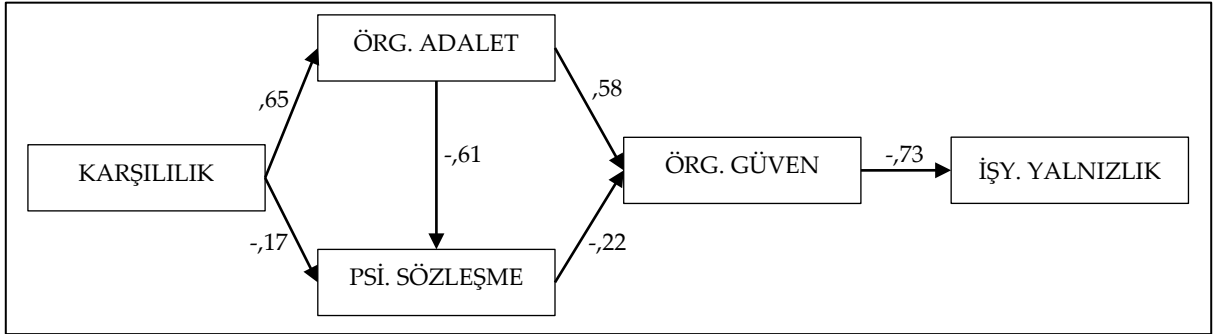 ÖRG. ADALET
,65
,58
-,61
KARŞILILIK
ÖRG. GÜVEN
-,73
İŞY. YALNIZLIK
-,17
-,22
PSİ. SÖZLEŞME